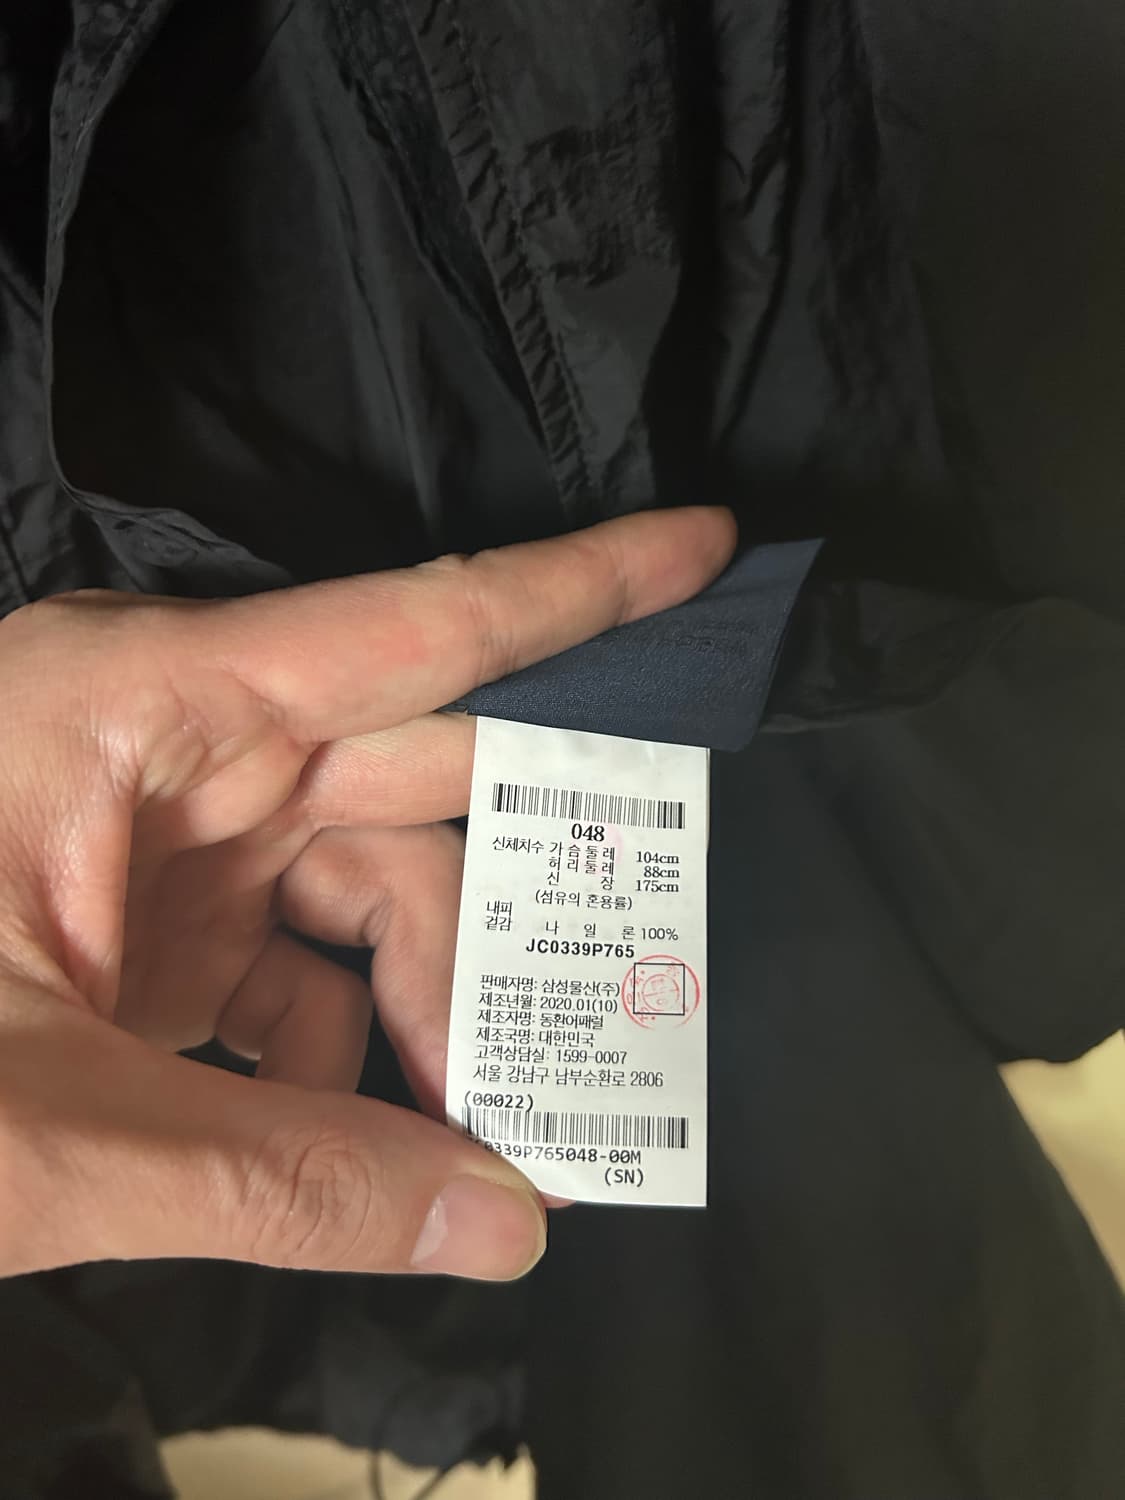 048
신체치수 가슴둘레 104cm
허리둘레 88cm
신장 175cm
(섬유의 혼용률)
내피
겉감 나일론 100%
JC0339P765
판매자명: 삼성물산(주)
제조년월: 2020.01(10)
제조자명: 동환어패럴
제조국명: 대한민국
고객상담실: 1599-0007
서울 강남구 남부순환로 2806
(00022)
C0339P765048-00M
(SN)